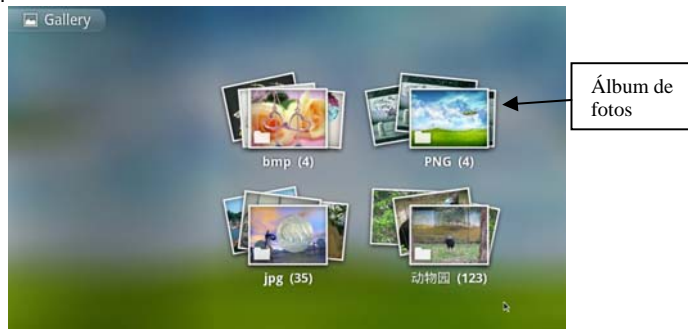 Gallery
Álbum de
fotos
bmp (4)
PNG (4)
jpg (35)
动物园 (123)